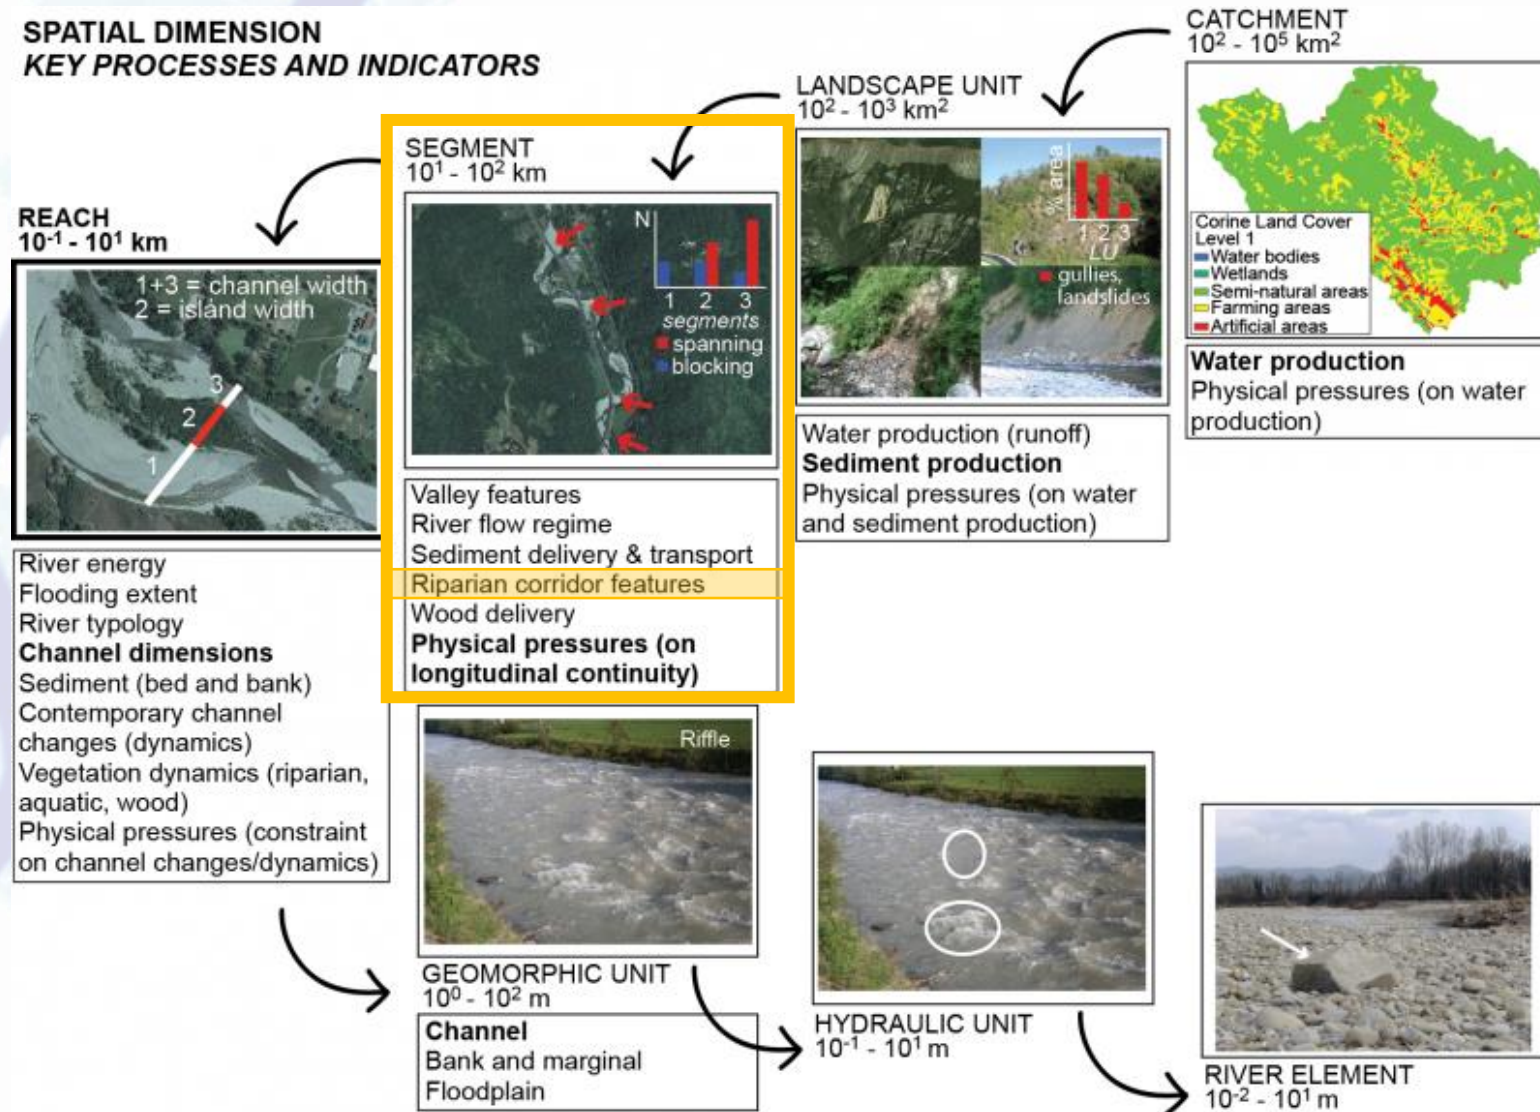 SPATIAL DIMENSION
KEY PROCESSES AND INDICATORS
CATCHMENT
10² - 10⁵ km²
Corine Land Cover
Level 1
Water bodies
Wetlands
Semi-natural areas
Farming areas
Artificial areas
Water production
Physical pressures (on water
production)
LANDSCAPE UNIT
10² - 10³ km²
% area
1 2 3
LU
gullies,
landslides
Water production (runoff)
Sediment production
Physical pressures (on water
and sediment production)
SEGMENT
10¹ - 10² km
N
1 2 3
segments
spanning
blocking
Valley features
River flow regime
Sediment delivery & transport
Riparian corridor features
Wood delivery
Physical pressures (on
longitudinal continuity)
REACH
10⁻¹ - 10¹ km
1+3 = channel width
2 = island width
3
2
1
River energy
Flooding extent
River typology
Channel dimensions
Sediment (bed and bank)
Contemporary channel
changes (dynamics)
Vegetation dynamics (riparian,
aquatic, wood)
Physical pressures (constraint
on channel changes/dynamics)
Riffle
GEOMORPHIC UNIT
10⁰ - 10² m
Channel
Bank and marginal
Floodplain
HYDRAULIC UNIT
10⁻¹ - 10¹ m
RIVER ELEMENT
10⁻² - 10¹ m